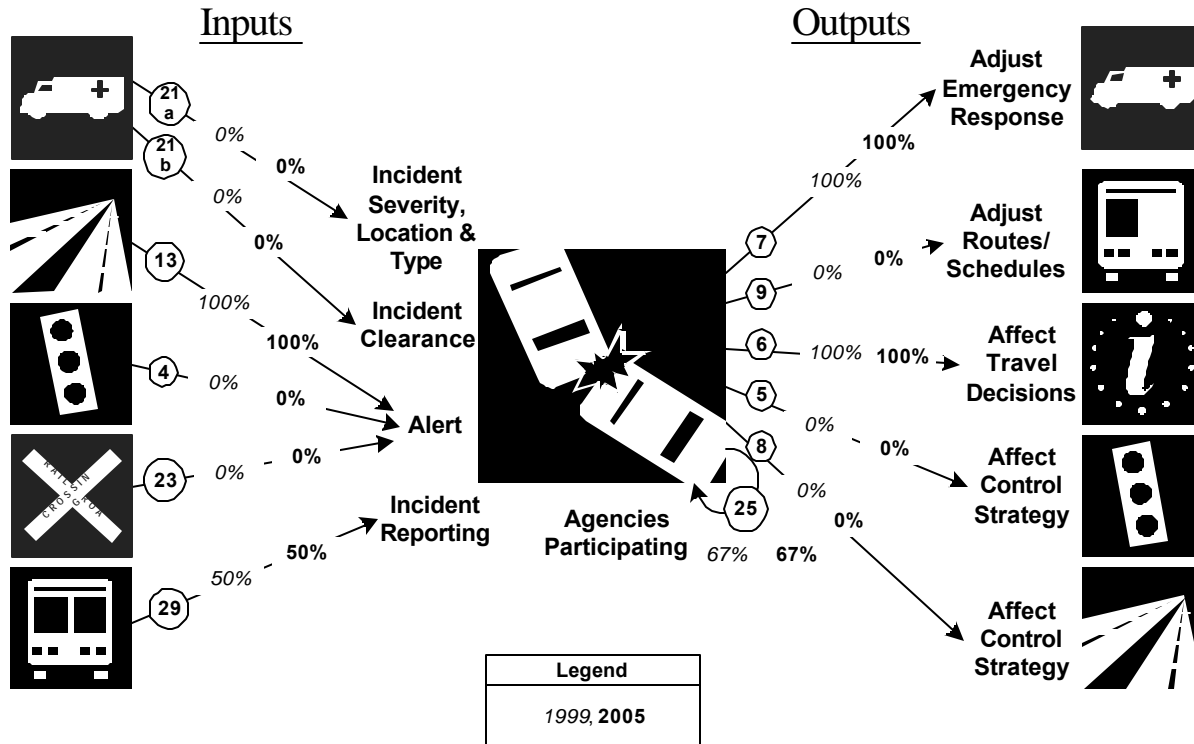 Inputs
Outputs
21
a
0%
0%
Incident
Severity,
Location &
Type
21
b
0%
0%
Incident
Clearance
13
100%
100%
4
0%
0%
Alert
23
0%
0%
RAIL
CROSSIN
G
ROA
29
50%
50%
Incident
Reporting
Agencies
Participating
25
67% 67%
7
100%
100%
Adjust
Emergency
Response
9
0%
0%
Adjust
Routes/
Schedules
6
100% 100%
Affect
Travel
Decisions
i
5
0%
0%
Affect
Control
Strategy
8
0%
0%
Affect
Control
Strategy
Legend
1999, 2005